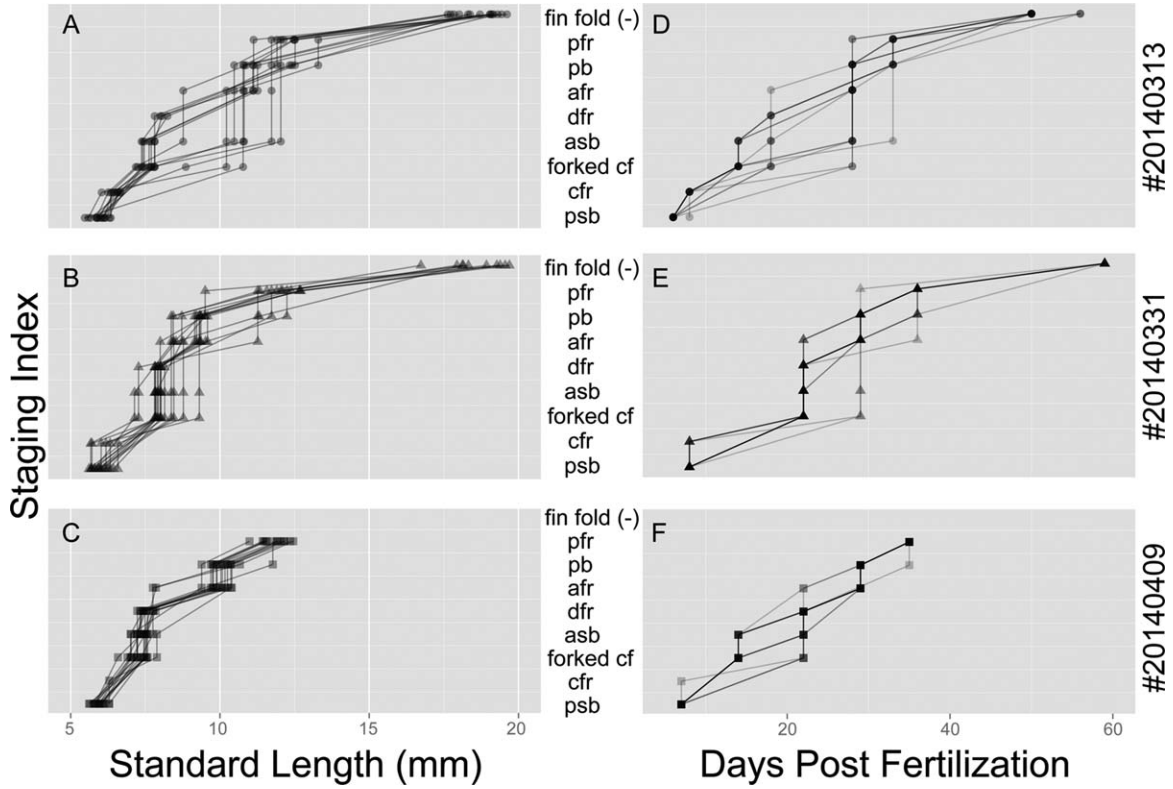 Staging Index
A
fin fold (-)
pfr
pb
afr
dfr
asb
forked cf
cfr
psb
D
#20140313
B
fin fold (-)
pfr
pb
afr
dfr
asb
forked cf
cfr
psb
E
#20140331
C
fin fold (-)
pfr
pb
afr
dfr
asb
forked cf
cfr
psb
F
#20140409
5 10 15 20
20 40 60
Standard Length (mm)
Days Post Fertilization